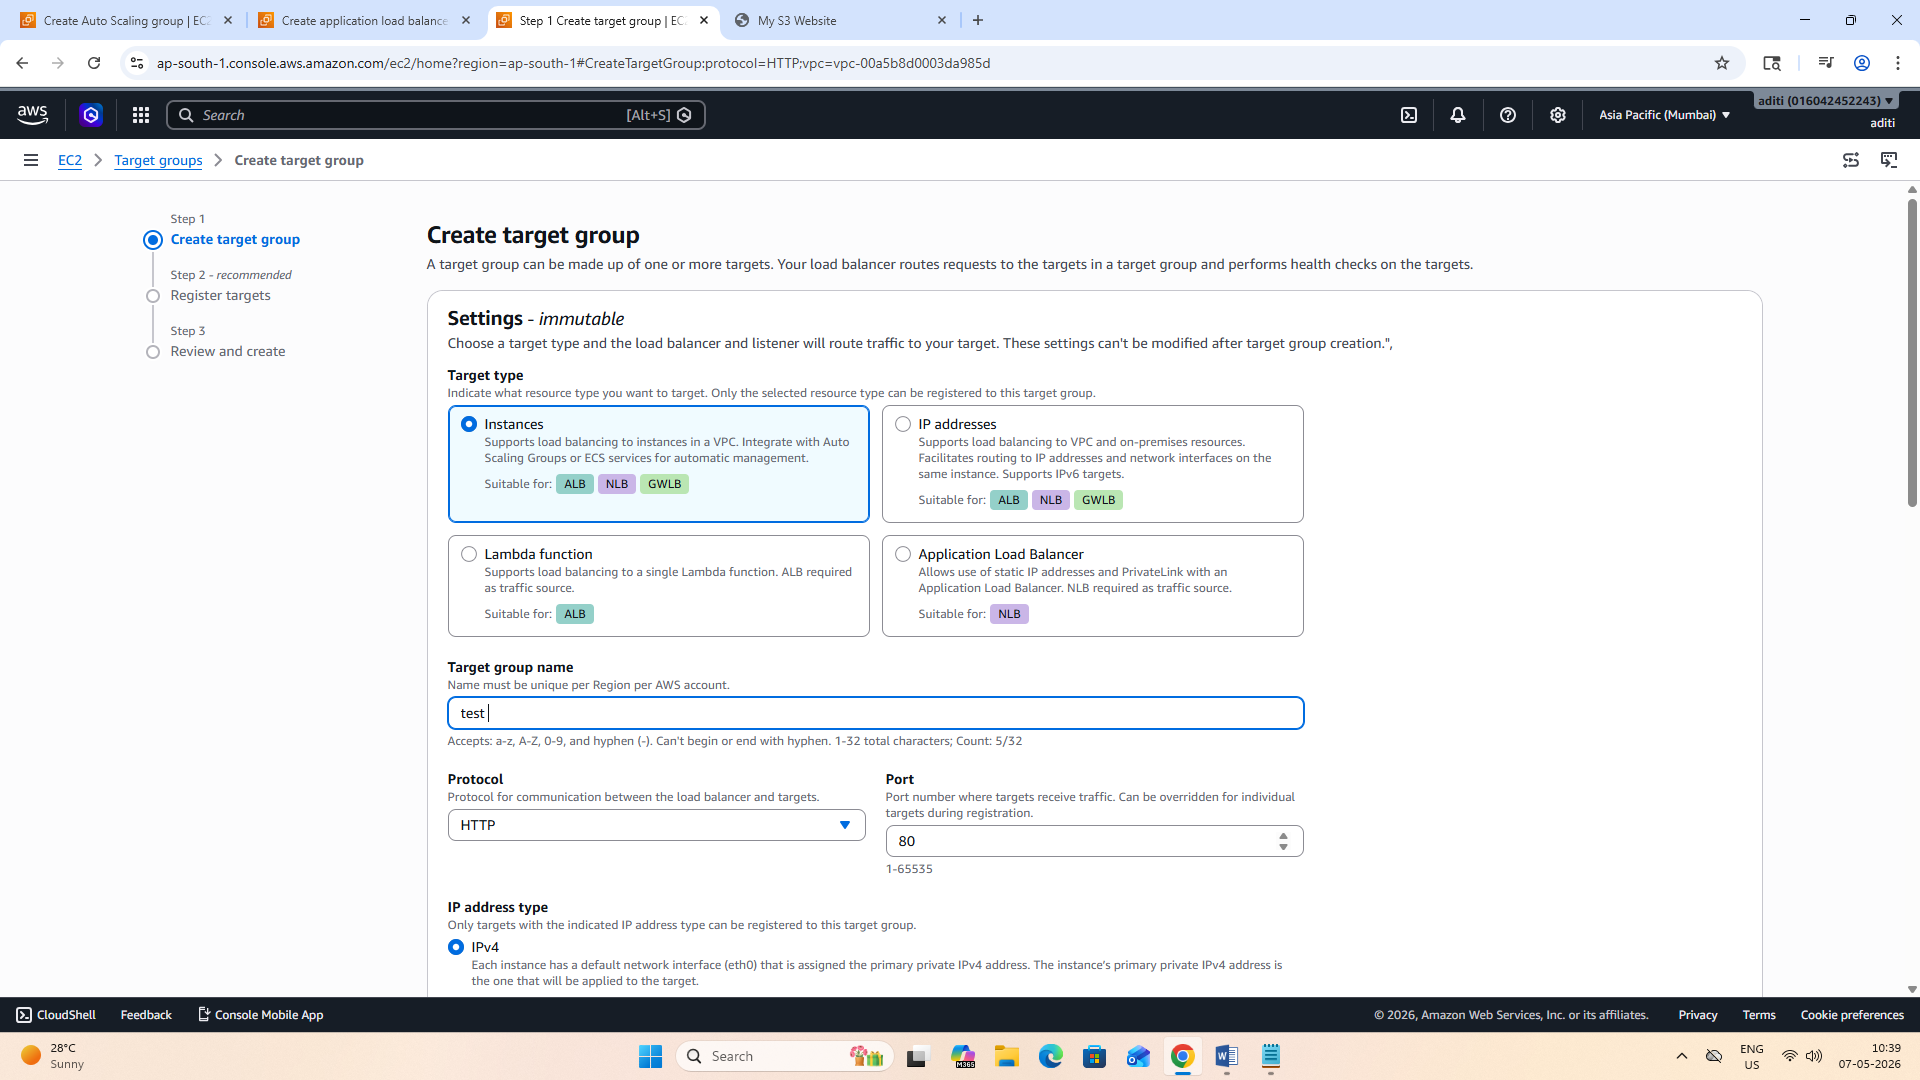 Create Auto Scaling group | EC2
Create application load balance
Step 1 Create target group | EC
My S3 Website
ap-south-1.console.aws.amazon.com/ec2/home?region=ap-south-1#CreateTargetGroup:protocol=HTTP;vpc=vpc-00a5b8d0003da985d
aws
Search
[Alt+S]
Asia Pacific (Mumbai)
aditi (016042452243)
aditi
EC2
Target groups
Create target group
Step 1
Create target group
Step 2 - recommended
Register targets
Step 3
Review and create
Create target group
A target group can be made up of one or more targets. Your load balancer routes requests to the targets in a target group and performs health checks on the targets.
Settings - immutable
Choose a target type and the load balancer and listener will route traffic to your target. These settings can't be modified after target group creation.",
Target type
Indicate what resource type you want to target. Only the selected resource type can be registered to this target group.
Instances
Supports load balancing to instances in a VPC. Integrate with Auto
Scaling Groups or ECS services for automatic management.
Suitable for: ALB NLB GWLB
IP addresses
Supports load balancing to VPC and on-premises resources.
Facilitates routing to IP addresses and network interfaces on the
same instance. Supports IPv6 targets.
Suitable for: ALB NLB GWLB
Lambda function
Supports load balancing to a single Lambda function. ALB required
as traffic source.
Suitable for: ALB
Application Load Balancer
Allows use of static IP addresses and PrivateLink with an
Application Load Balancer. NLB required as traffic source.
Suitable for: NLB
Target group name
Name must be unique per Region per AWS account.
test
Accepts: a-z, A-Z, 0-9, and hyphen (-). Can't begin or end with hyphen. 1-32 total characters; Count: 5/32
Protocol
Protocol for communication between the load balancer and targets.
HTTP
Port
Port number where targets receive traffic. Can be overridden for individual
targets during registration.
80
1-65535
IP address type
Only targets with the indicated IP address type can be registered to this target group.
IPv4
Each instance has a default network interface (eth0) that is assigned the primary private IPv4 address. The instance's primary private IPv4 address is
the one that will be applied to the target.
CloudShell
Feedback
Console Mobile App
© 2026, Amazon Web Services, Inc. or its affiliates.
Privacy
Terms
Cookie preferences
28°C
Sunny
Search
M365
ENG
US
10:39
07-05-2026